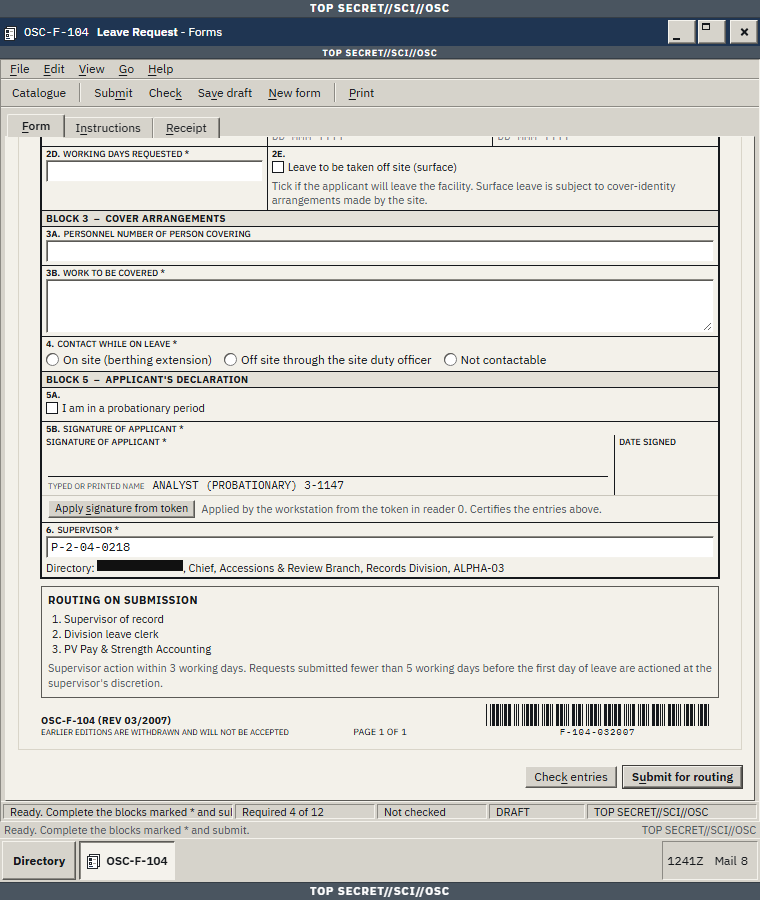 TOP SECRET//SCI//OSC
OSC-F-104 Leave Request - Forms
TOP SECRET//SCI//OSC
File Edit View Go Help
Catalogue Submit Check Save draft New form Print
Form Instructions Receipt
2D. WORKING DAYS REQUESTED *
2E.
Leave to be taken off site (surface)
Tick if the applicant will leave the facility. Surface leave is subject to cover-identity
arrangements made by the site.
BLOCK 3 – COVER ARRANGEMENTS
3A. PERSONNEL NUMBER OF PERSON COVERING
3B. WORK TO BE COVERED *
4. CONTACT WHILE ON LEAVE *
On site (berthing extension) Off site through the site duty officer Not contactable
BLOCK 5 – APPLICANT'S DECLARATION
5A.
I am in a probationary period
5B. SIGNATURE OF APPLICANT *
SIGNATURE OF APPLICANT * DATE SIGNED
TYPED OR PRINTED NAME ANALYST (PROBATIONARY) 3-1147
Apply signature from token Applied by the workstation from the token in reader 0. Certifies the entries above.
6. SUPERVISOR *
P-2-04-0218
Directory: , Chief, Accessions & Review Branch, Records Division, ALPHA-03
ROUTING ON SUBMISSION
1. Supervisor of record
2. Division leave clerk
3. PV Pay & Strength Accounting
Supervisor action within 3 working days. Requests submitted fewer than 5 working days before the first day of leave are actioned at the
supervisor's discretion.
OSC-F-104 (REV 03/2007)
EARLIER EDITIONS ARE WITHDRAWN AND WILL NOT BE ACCEPTED PAGE 1 OF 1 F-104-032007
Check entries Submit for routing
Ready. Complete the blocks marked * and sul Required 4 of 12 Not checked DRAFT TOP SECRET//SCI//OSC
Ready. Complete the blocks marked * and submit. TOP SECRET//SCI//OSC
Directory OSC-F-104 1241Z Mail 8
TOP SECRET//SCI//OSC